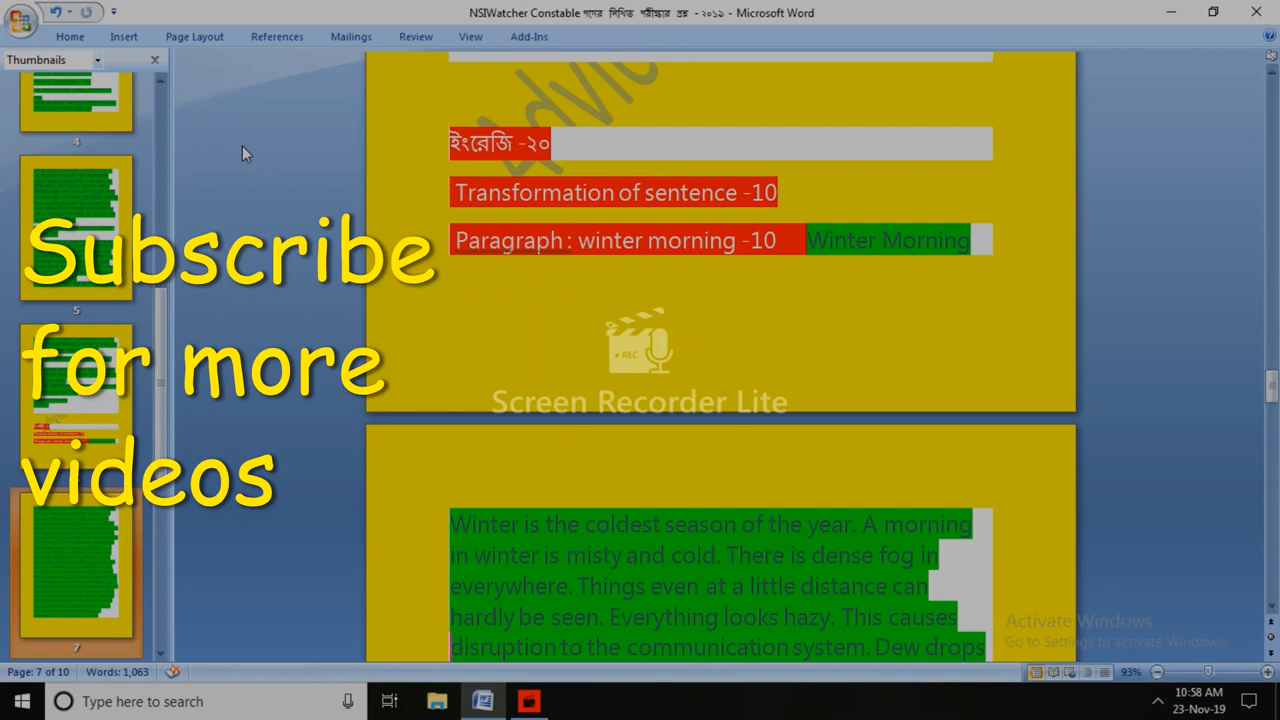 NSIWatcher Constable পদের লিখিত পরীক্ষার প্রশ্ন - ২০১৯ - Microsoft Word
Home Insert Page Layout References Mailings Review View Add-Ins
Thumbnails
4
5
7
Advic
ইংরেজি -২০
Transformation of sentence -10
Paragraph : winter morning -10 Winter Morning
Subscribe
for more
videos
REC
Screen Recorder Lite
Winter is the coldest season of the year. A morning
in winter is misty and cold. There is dense fog in
everywhere. Things even at a little distance can
hardly be seen. Everything looks hazy. This causes
disruption to the communication system. Dew drops
Activate Windows
Go to Settings to activate Windows.
Page: 7 of 10 Words: 1,063 93%
Type here to search
10:58 AM
23-Nov-19